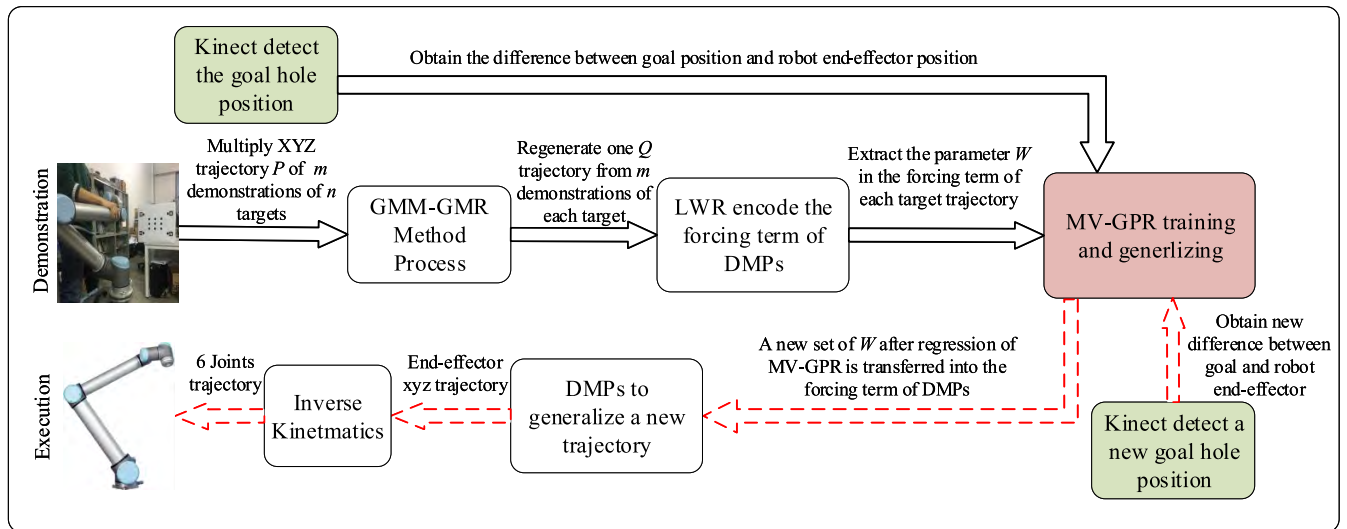 Kinect detect
the goal hole
position
Obtain the difference between goal position and robot end-effector position
Demonstration
Multiply XYZ
trajectory P of m
demonstrations of n
targets
GMM-GMR
Method
Process
Regenerate one Q
trajectory from m
demonstrations of
each target
LWR encode the
forcing term of
DMPs
Extract the parameter W
in the forcing term of
each target trajectory
MV-GPR training
and generlizing
Execution
6 Joints
trajectory
Inverse
Kinetmatics
End-effector
xyz trajectory
DMPs to
generalize a new
trajectory
A new set of W after regression of
MV-GPR is transferred into the
forcing term of DMPs
Obtain new
difference between
goal and robot
end-effector
Kinect detect a
new goal hole
position